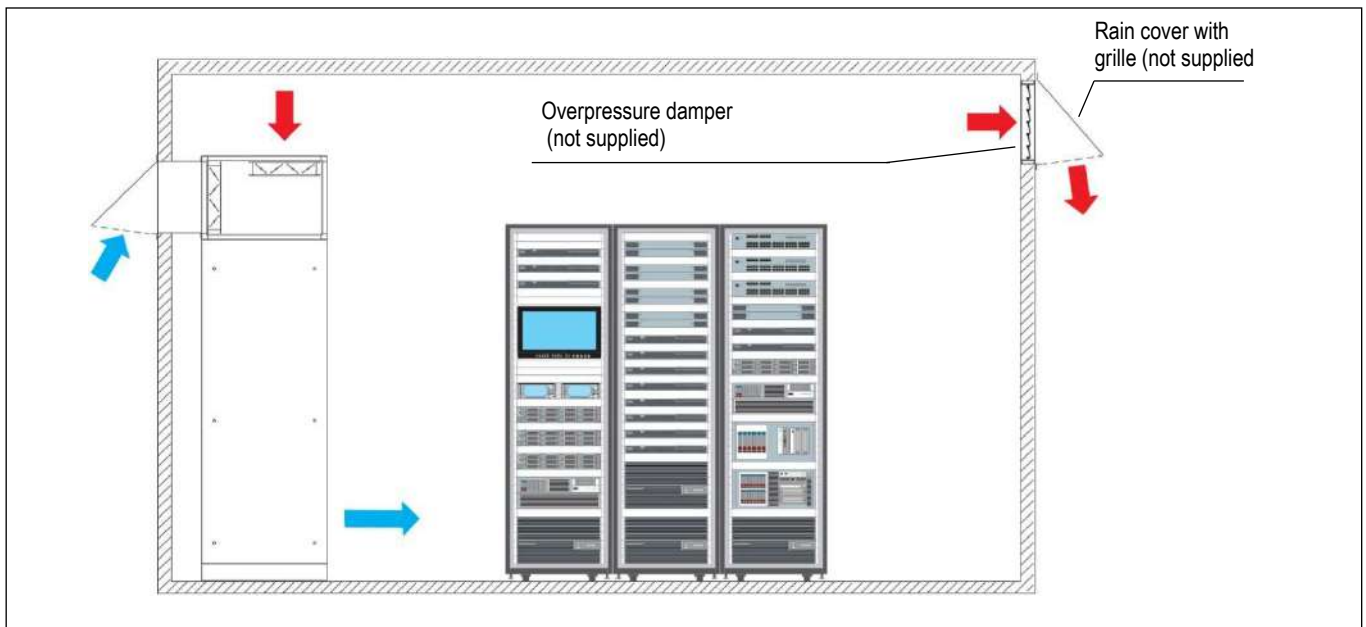 Rain cover with
grille (not supplied
Overpressure damper
(not supplied)